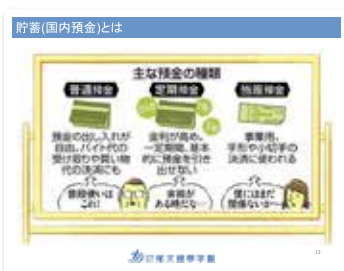 貯蓄(国内預金)とは
主な預金の種類
普通預金
定期預金
当座預金
預金の出し入れが
自由。バイト代の
受け取りや買い物
代の決済にも
金利が高め。
一定期間、基本
的に預金を引き
出せない
事業用。
手形や小切手の
決済に使われる
普段使いは
これ!
余裕が
ある時だな…
僕にはまだ
関係ないか〜